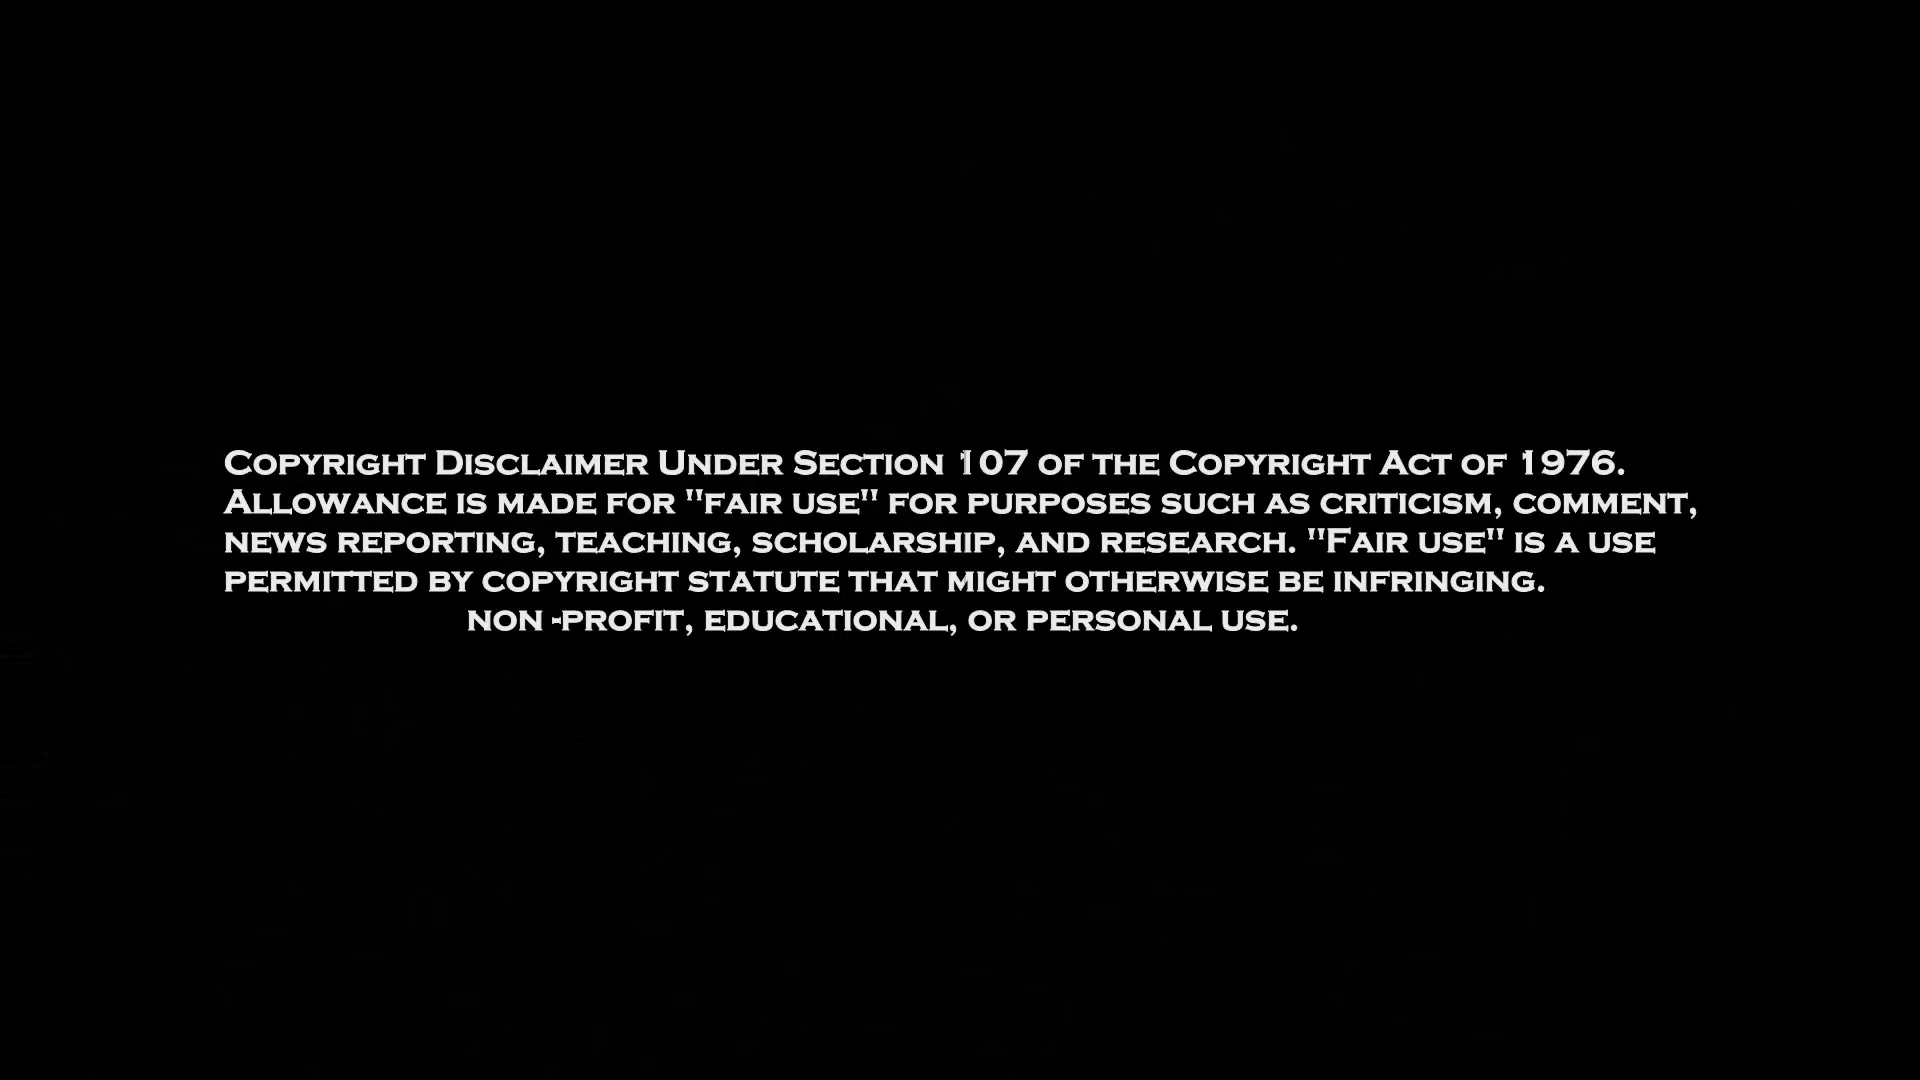 Copyright Disclaimer Under Section 107 of the Copyright Act of 1976.
Allowance is made for "fair use" for purposes such as criticism, comment,
news reporting, teaching, scholarship, and research. "Fair use" is a use
permitted by copyright statute that might otherwise be infringing.
non -profit, educational, or personal use.